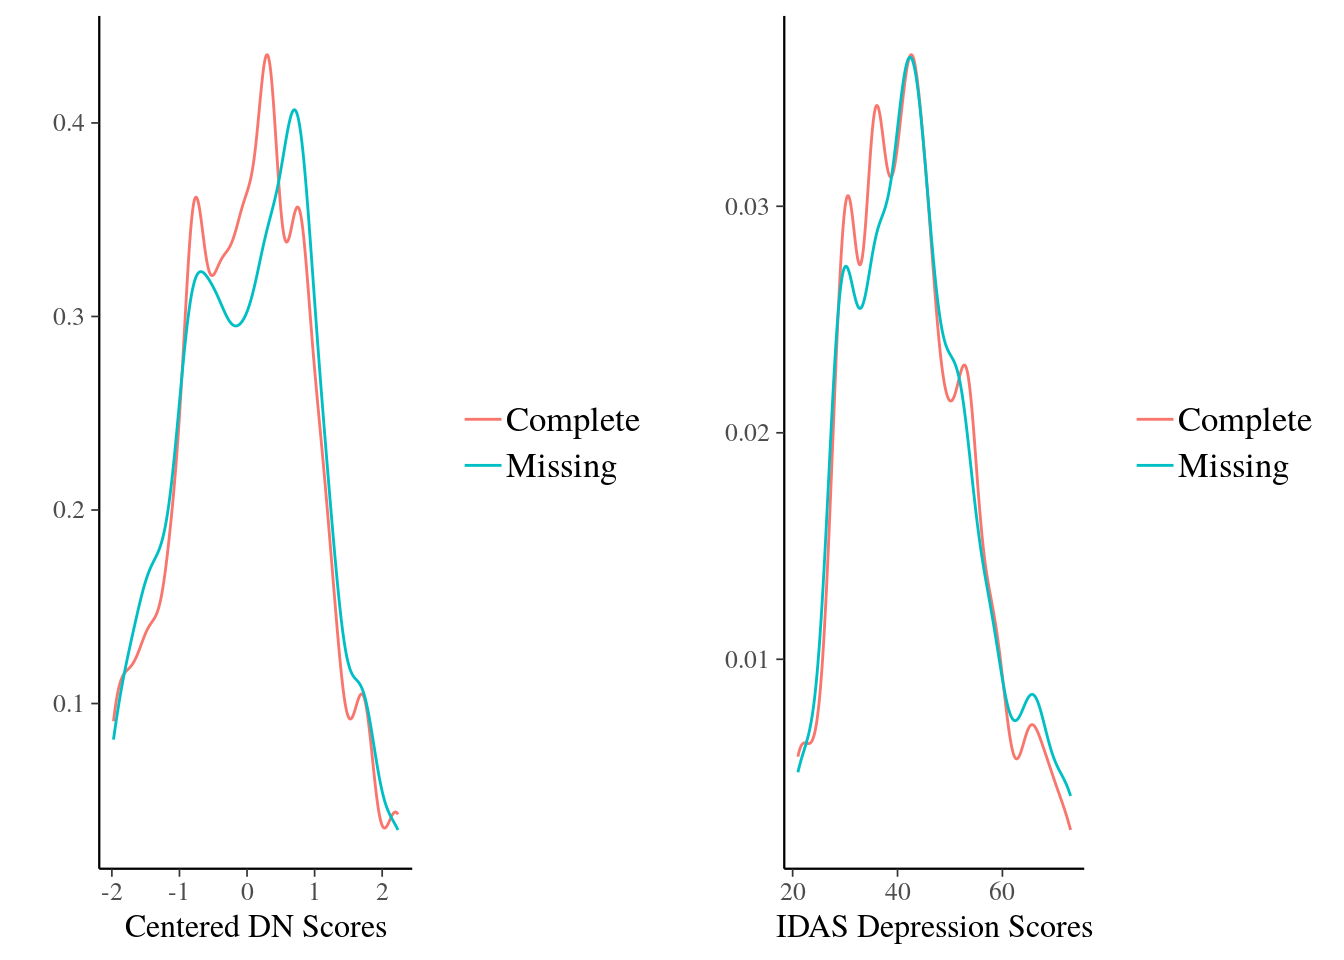 0.4
0.3
0.2
0.1
-2 -1 0 1 2
Centered DN Scores
Complete
Missing
0.03
0.02
0.01
20 40 60
IDAS Depression Scores
Complete
Missing